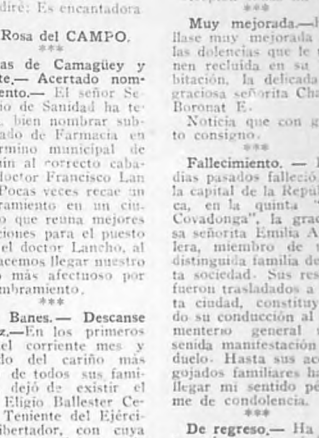 diré: Es encantadora
Rosa del CAMPO.
***
as de Camagüey y
te.— Acertado nom-
ento.— El señor Se-
io de Sanidad ha te-
, bien nombrar sub-
ado de Farmacia en
rmino municipal de
uín al correcto caba-
doctor Francisco Lan
Pocas veces recae un
ramiento en un ciu-
o que reuna mejores
ciones para el puesto
el doctor Lancho, al
acemos llegar nuestro
o más afectuoso por
mbramiento.
***
Banes.— Descanse
z.—En los primeros
el corriente mes y
do del cariño más
de todos sus fami-
dejó de existir el
Eligio Ballester Ce-
Teniente del Ejérci-
ibertador, con cuya
***
Muy mejorada.—
llase muy mejorada
las dolencias que le
nen recluida en su
bitación, la delicada
graciosa señorita Cha
Boronat E.
Noticia que con g
to consigno.
***
Fallecimiento. —
días pasados falleció
la capital de la Repú
ca, en la quinta "
Covadonga", la grac
sa señorita Emilia A
lera, miembro de
distinguida familia de
ta sociedad. Sus res
fueron trasladados a
ta ciudad, constituy
do su conducción al
menterio general
senida manifestación
duelo. Hasta sus ac
gojados familiares ha
llegar mi sentido pé
me de condolencia.
***
De regreso.— Ha